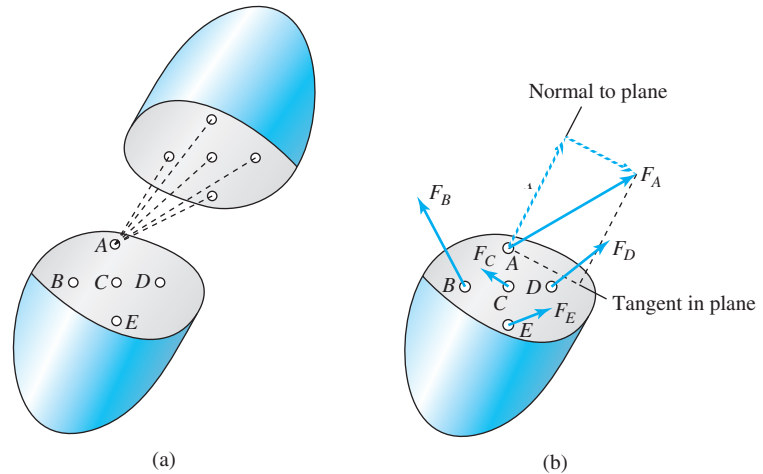 A
B
C
D
E
(a)
Normal to plane
F_A
F_B
F_C
F_D
A
B
C
D
E
F_E
Tangent in plane
(b)